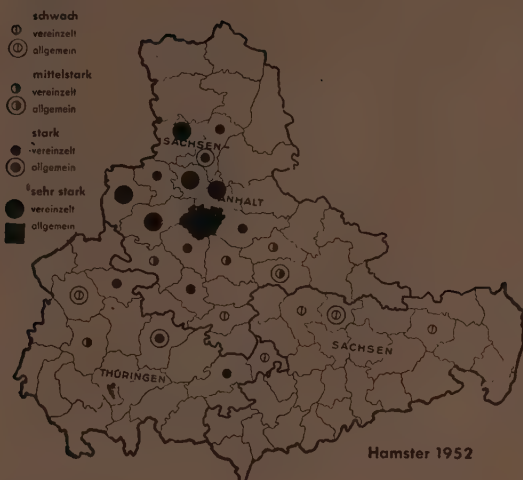 schwach
vereinzelt
allgemein
mittelstark
vereinzelt
allgemein
stark
vereinzelt
allgemein
sehr stark
vereinzelt
allgemein
SACHSEN-
ANHALT
SACHSEN
THÜRINGEN
Hamster 1952